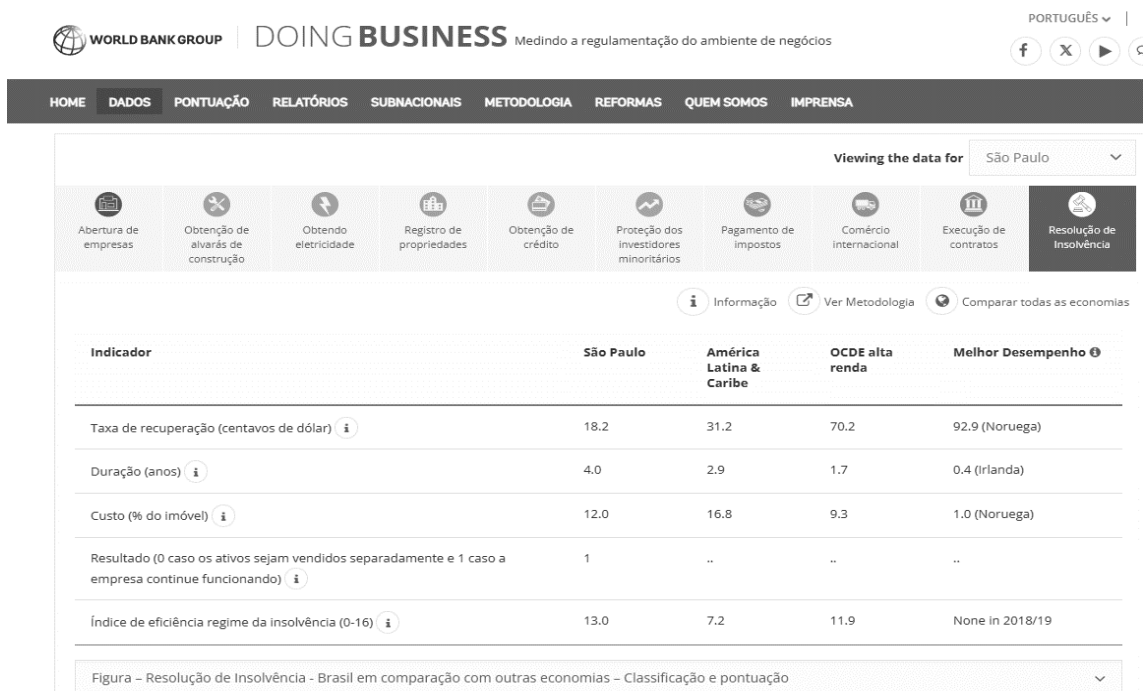 PORTUGUÊS
WORLD BANK GROUP
DOING BUSINESS Medindo a regulamentação do ambiente de negócios
HOME DADOS PONTUAÇÃO RELATÓRIOS SUBNACIONAIS METODOLOGIA REFORMAS QUEM SOMOS IMPRENSA
Viewing the data for São Paulo
Abertura de empresas
Obtenção de alvarás de construção
Obtendo eletricidade
Registro de propriedades
Obtenção de crédito
Proteção dos investidores minoritários
Pagamento de impostos
Comércio internacional
Execução de contratos
Resolução de Insolvência
Informação Ver Metodologia Comparar todas as economias
Indicador São Paulo América Latina & Caribe OCDE alta renda Melhor Desempenho
Taxa de recuperação (centavos de dólar) 18.2 31.2 70.2 92.9 (Noruega)
Duração (anos) 4.0 2.9 1.7 0.4 (Irlanda)
Custo (% do imóvel) 12.0 16.8 9.3 1.0 (Noruega)
Resultado (0 caso os ativos sejam vendidos separadamente e 1 caso a 1 .. .. ..
empresa continue funcionando)
Índice de eficiência regime da insolvência (0-16) 13.0 7.2 11.9 None in 2018/19
Figura – Resolução de Insolvência - Brasil em comparação com outras economias – Classificação e pontuação